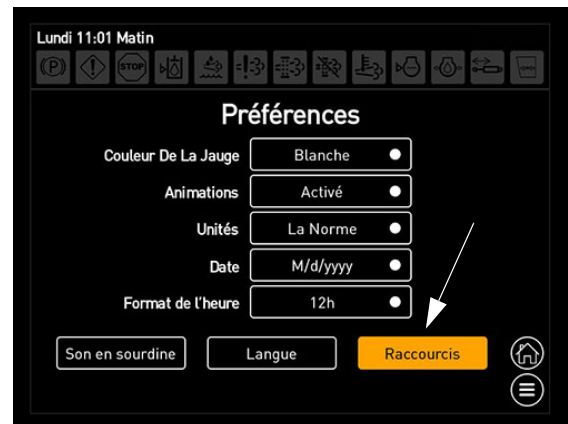 Lundi 11:01 Matin
(P) STOP
Préférences
Couleur De La Jauge Blanche
Animations Activé
Unités La Norme
Date M/d/yyyy
Format de l'heure 12h
Son en sourdine Langue Raccourcis